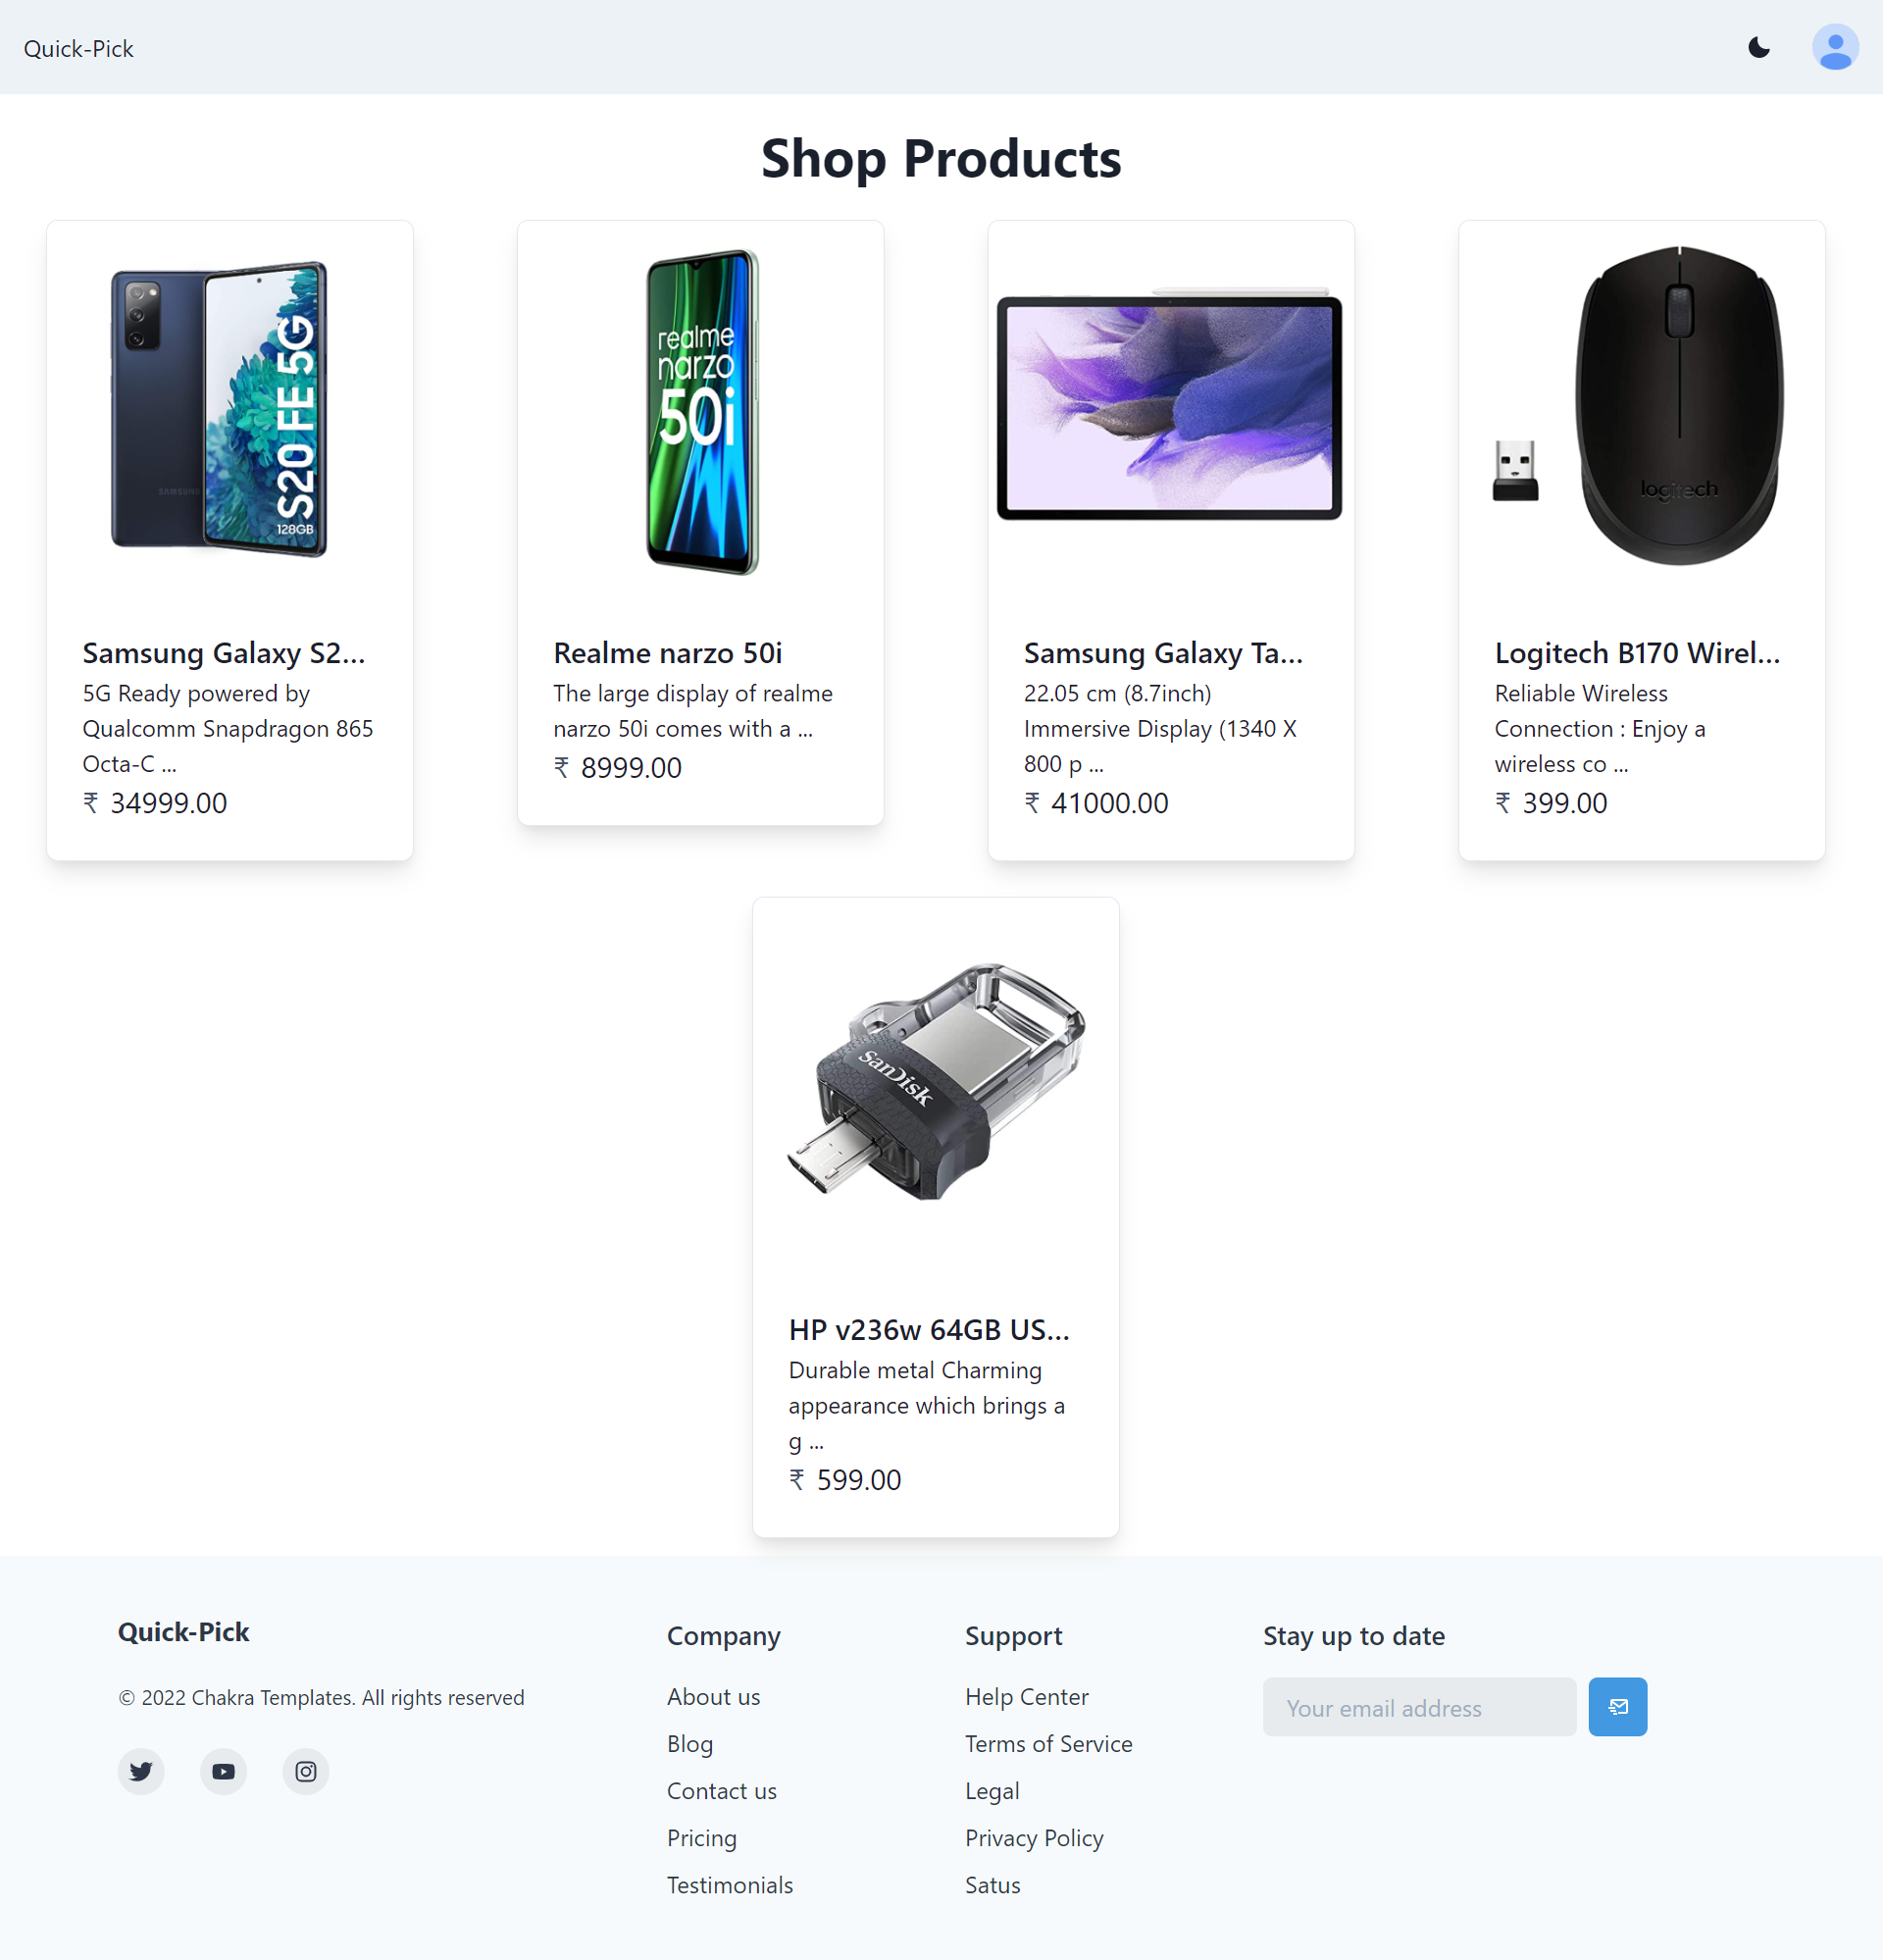 Quick-Pick
Shop Products
S20 FE 5G
128GB
SAMSUNG
realme
narzo
50i
logitech
Samsung Galaxy S2...
5G Ready powered by
Qualcomm Snapdragon 865
Octa-C ...
₹ 34999.00
Realme narzo 50i
The large display of realme
narzo 50i comes with a ...
₹ 8999.00
Samsung Galaxy Ta...
22.05 cm (8.7inch)
Immersive Display (1340 X
800 p ...
₹ 41000.00
Logitech B170 Wirel...
Reliable Wireless
Connection : Enjoy a
wireless co ...
₹ 399.00
SanDisk
HP v236w 64GB US...
Durable metal Charming
appearance which brings a
g ...
₹ 599.00
Quick-Pick
© 2022 Chakra Templates. All rights reserved
Company
About us
Blog
Contact us
Pricing
Testimonials
Support
Help Center
Terms of Service
Legal
Privacy Policy
Satus
Stay up to date
Your email address